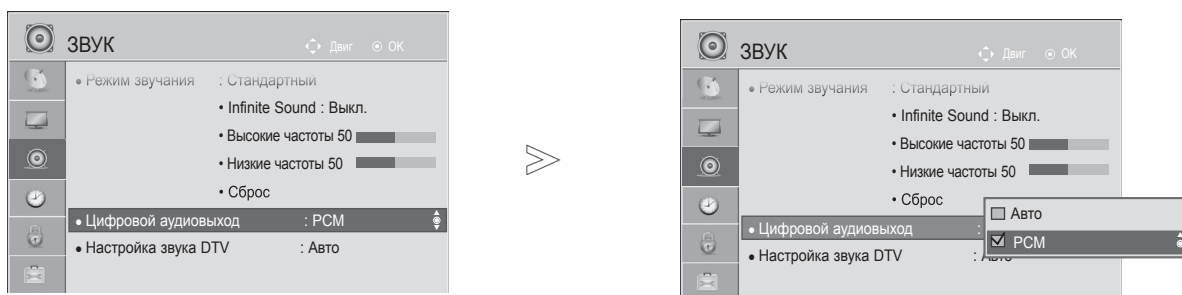 ЗВУК
Двиг
OK
• Режим звучания : Стандартный
• Infinite Sound : Выкл.
• Высокие частоты 50
• Низкие частоты 50
• Сброс
• Цифровой аудиовыход : PCM
• Настройка звука DTV : Авто
ЗВУК
Двиг
OK
• Режим звучания : Стандартный
• Infinite Sound : Выкл.
• Высокие частоты 50
• Низкие частоты 50
• Сброс
• Цифровой аудиовыход :
Авто
PCM
• Настройка звука DTV : Авто